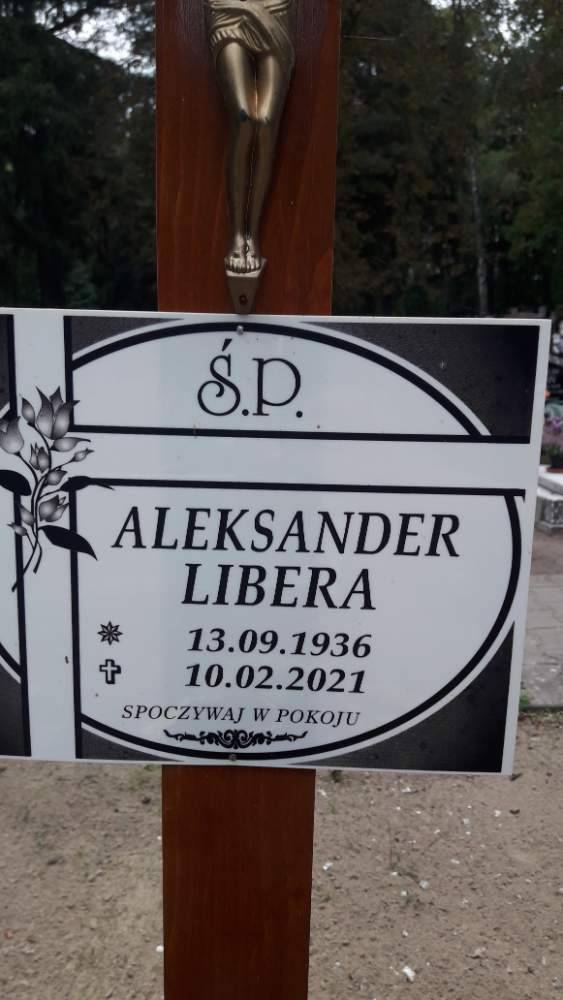 Ś.P.
ALEKSANDER
LIBERA
13.09.1936
10.02.2021
SPOCZYWAJ W POKOJU